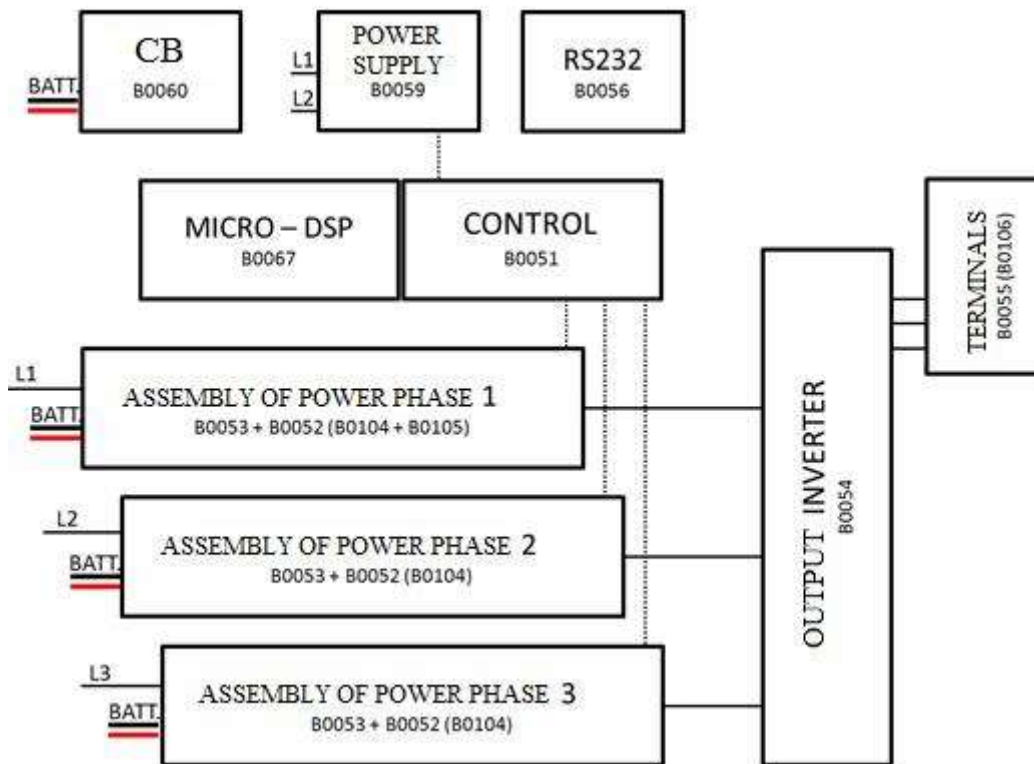 CB
B0060
BATT.
POWER
SUPPLY
B0059
L1
L2
RS232
B0056
MICRO – DSP
B0067
CONTROL
B0051
TERMINALS
B0055 (B0106)
L1
BATT.
ASSEMBLY OF POWER PHASE 1
B0053 + B0052 (B0104 + B0105)
L2
BATT.
ASSEMBLY OF POWER PHASE 2
B0053 + B0052 (B0104)
L3
BATT.
ASSEMBLY OF POWER PHASE 3
B0053 + B0052 (B0104)
OUTPUT INVERTER
B0054